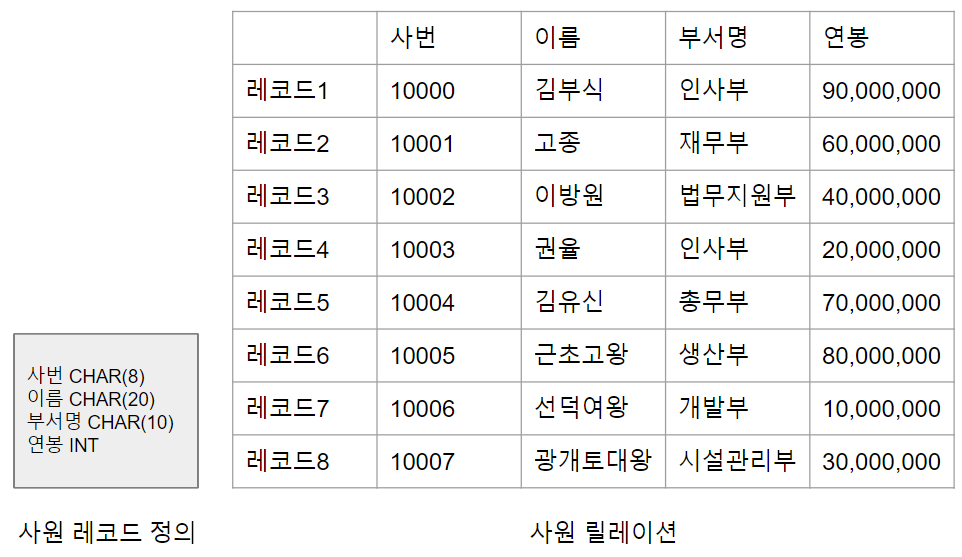 사번 이름 부서명 연봉
레코드1 10000 김부식 인사부 90,000,000
레코드2 10001 고종 재무부 60,000,000
레코드3 10002 이방원 법무지원부 40,000,000
레코드4 10003 권율 인사부 20,000,000
레코드5 10004 김유신 총무부 70,000,000
레코드6 10005 근초고왕 생산부 80,000,000
레코드7 10006 선덕여왕 개발부 10,000,000
레코드8 10007 광개토대왕 시설관리부 30,000,000
사번 CHAR(8)
이름 CHAR(20)
부서명 CHAR(10)
연봉 INT
사원 레코드 정의
사원 릴레이션